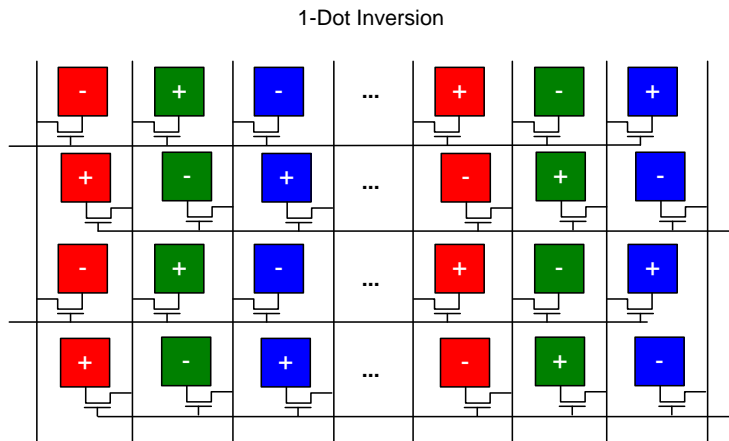 1-Dot Inversion
- + - ... + - +
+ - + ... - + -
- + - ... + - +
+ - + ... - + -